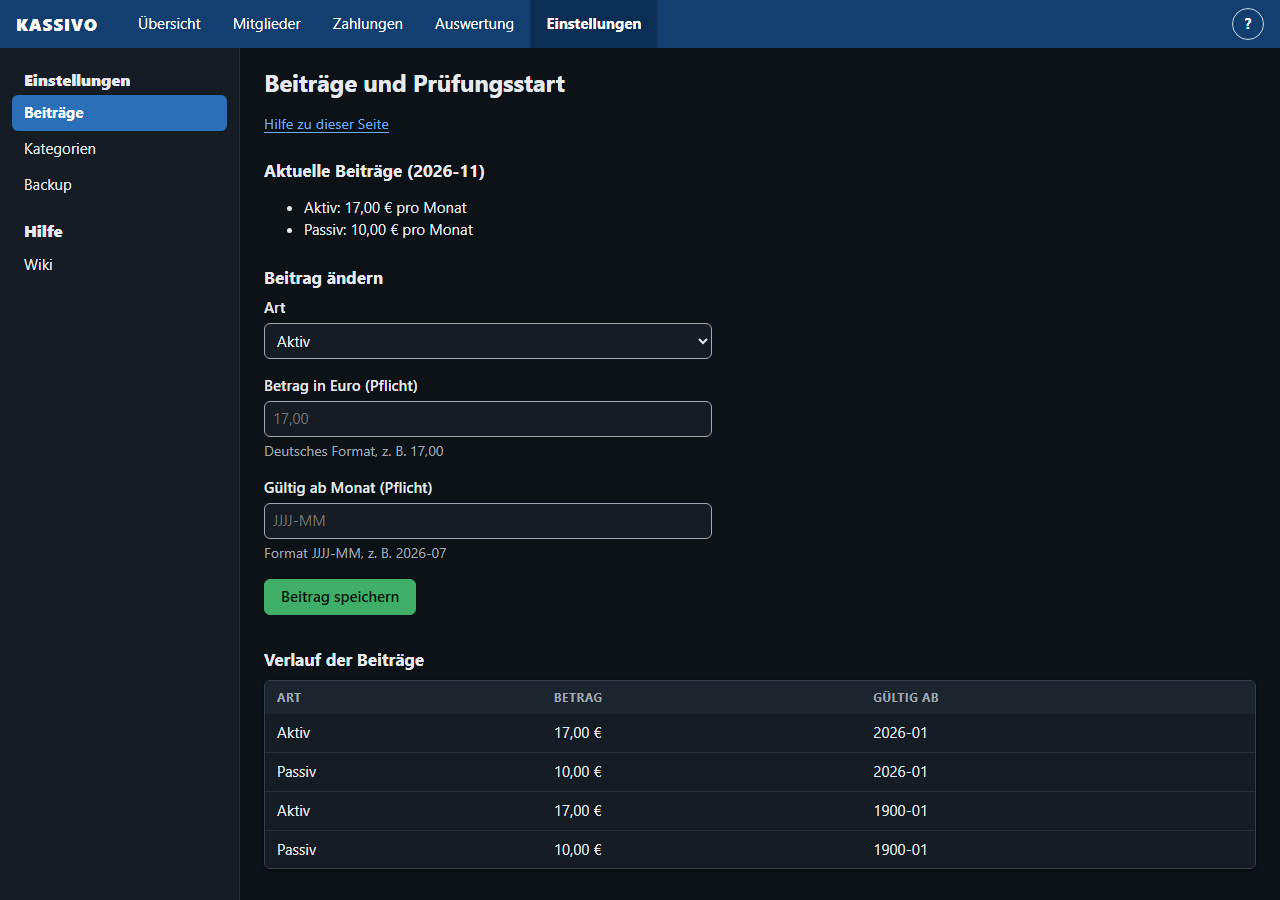 KASSIVO Übersicht Mitglieder Zahlungen Auswertung Einstellungen ?
Einstellungen
Beiträge
Kategorien
Backup
Hilfe
Wiki
Beiträge und Prüfungsstart
Hilfe zu dieser Seite
Aktuelle Beiträge (2026-11)
Aktiv: 17,00 € pro Monat
Passiv: 10,00 € pro Monat
Beitrag ändern
Art
Aktiv
Betrag in Euro (Pflicht)
17,00
Deutsches Format, z. B. 17,00
Gültig ab Monat (Pflicht)
JJJJ-MM
Format JJJJ-MM, z. B. 2026-07
Beitrag speichern
Verlauf der Beiträge
ART BETRAG GÜLTIG AB
Aktiv 17,00 € 2026-01
Passiv 10,00 € 2026-01
Aktiv 17,00 € 1900-01
Passiv 10,00 € 1900-01